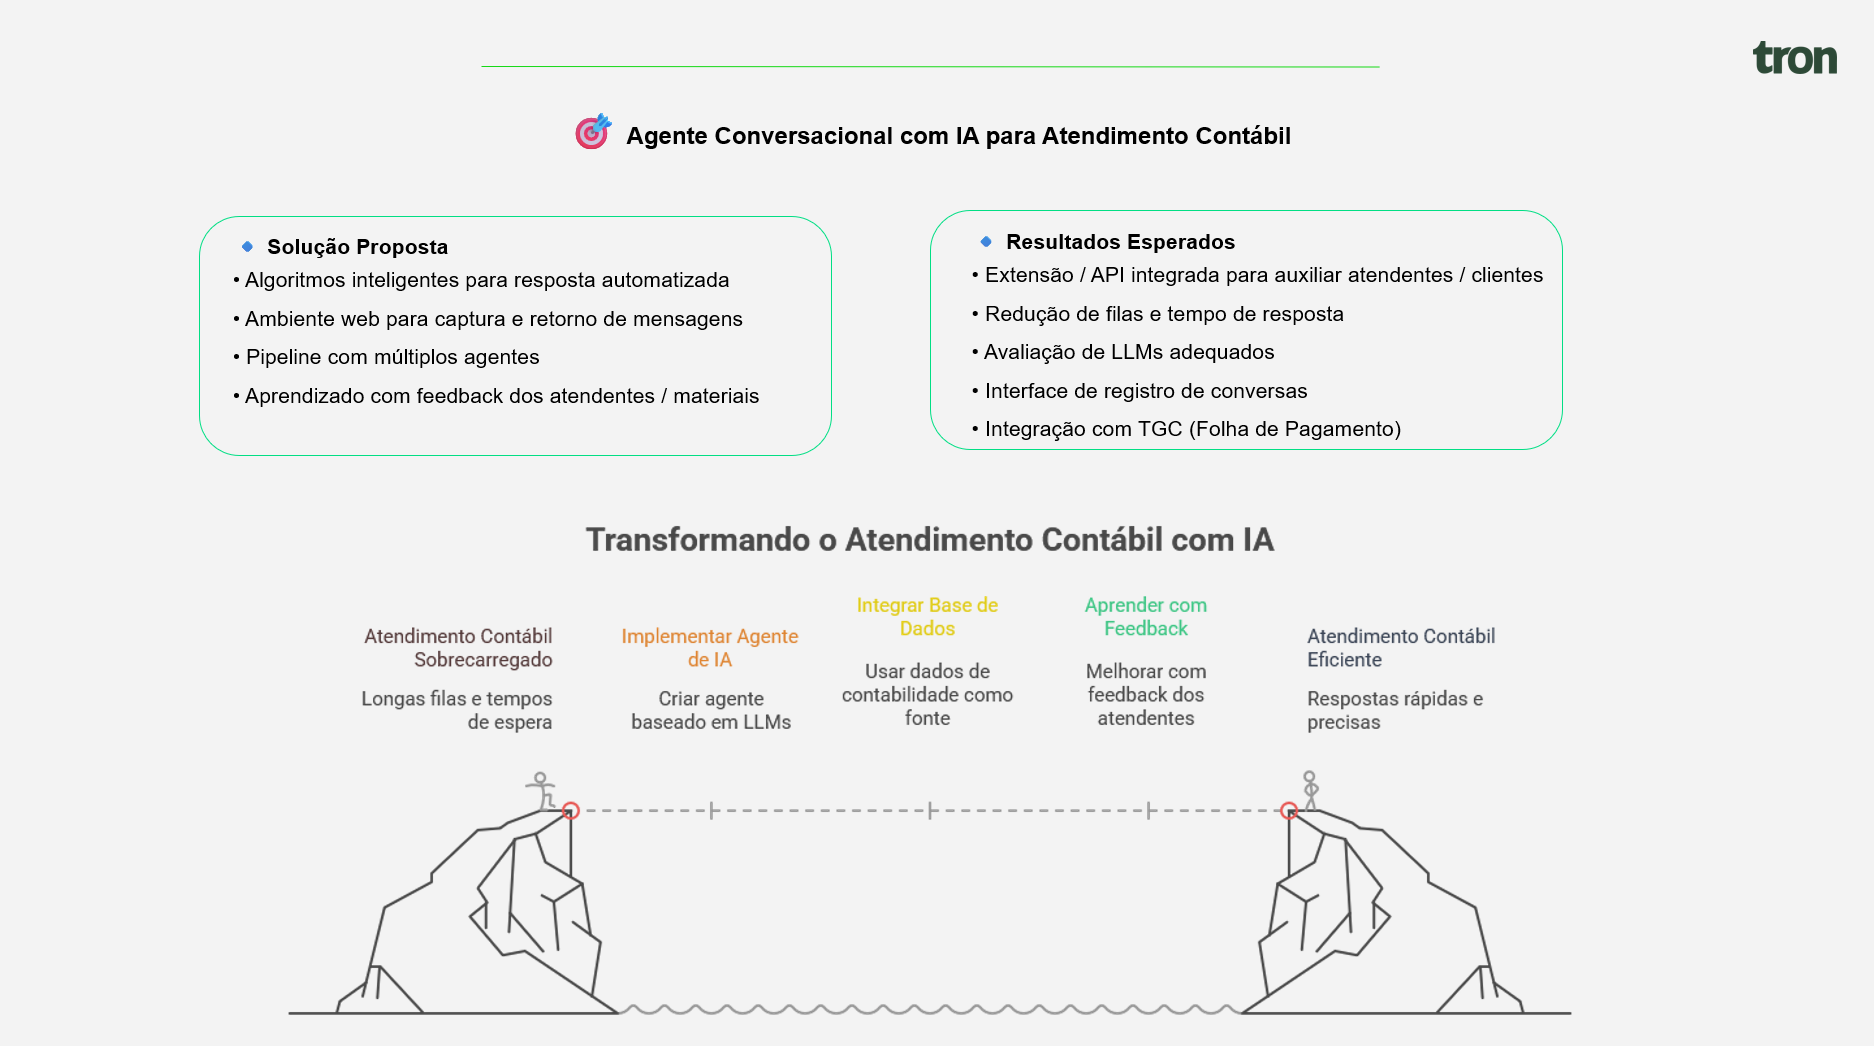 tron
Agente Conversacional com IA para Atendimento Contábil
Solução Proposta
• Algoritmos inteligentes para resposta automatizada
• Ambiente web para captura e retorno de mensagens
• Pipeline com múltiplos agentes
• Aprendizado com feedback dos atendentes / materiais
Resultados Esperados
• Extensão / API integrada para auxiliar atendentes / clientes
• Redução de filas e tempo de resposta
• Avaliação de LLMs adequados
• Interface de registro de conversas
• Integração com TGC (Folha de Pagamento)
Transformando o Atendimento Contábil com IA
Atendimento Contábil
Sobrecarregado
Longas filas e tempos
de espera
Implementar Agente
de IA
Criar agente
baseado em LLMs
Integrar Base de
Dados
Usar dados de
contabilidade como
fonte
Aprender com
Feedback
Melhorar com
feedback dos
atendentes
Atendimento Contábil
Eficiente
Respostas rápidas e
precisas